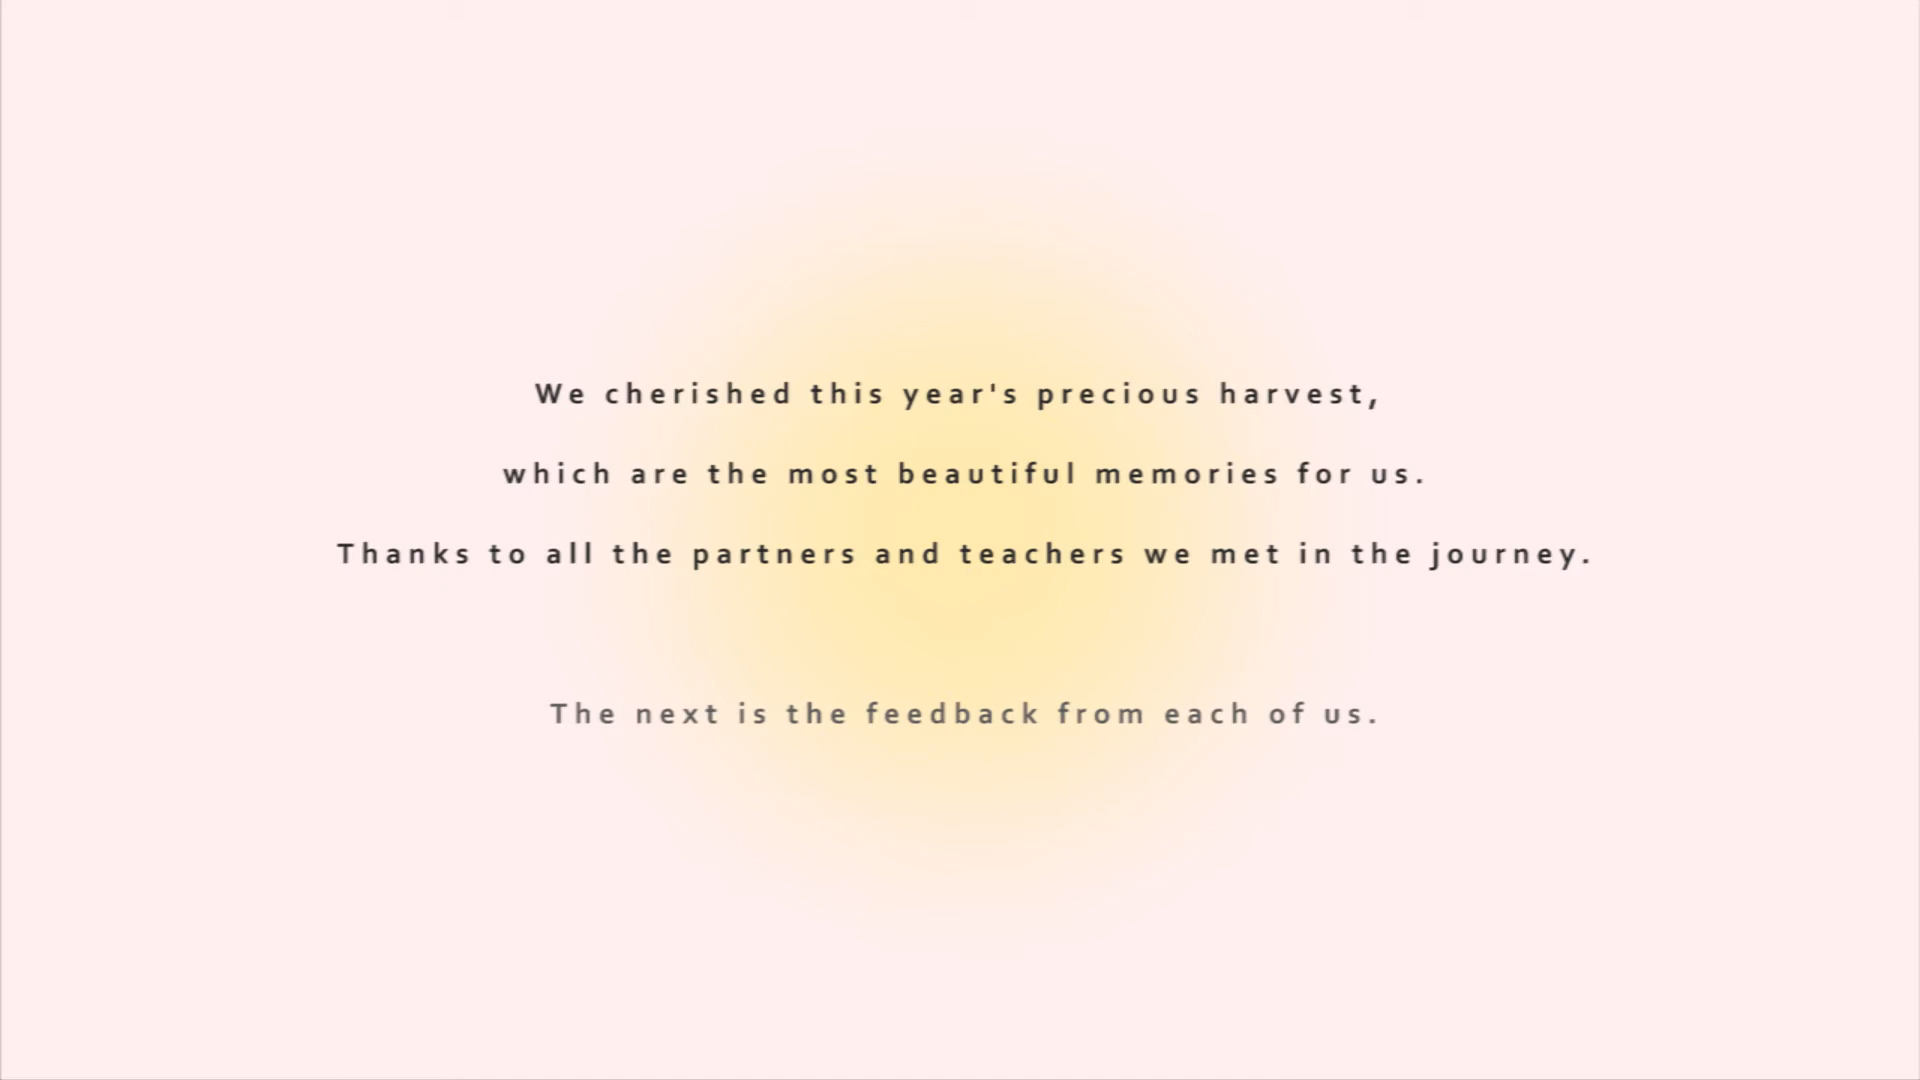 We cherished this year's precious harvest,
which are the most beautiful memories for us.
Thanks to all the partners and teachers we met in the journey.
The next is the feedback from each of us.